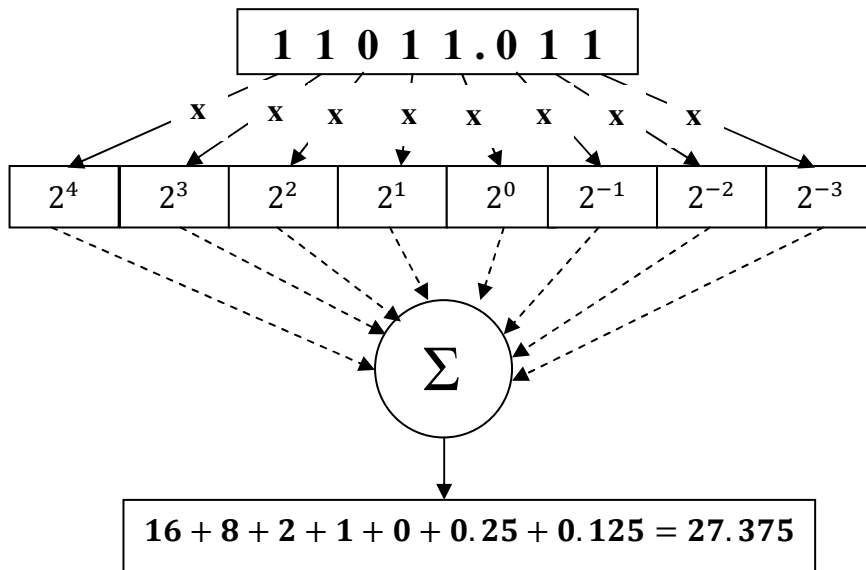 1 1 0 1 1 . 0 1 1
x x x x x x x x
2⁴ 2³ 2² 2¹ 2⁰ 2⁻¹ 2⁻² 2⁻³
Σ
16 + 8 + 2 + 1 + 0 + 0.25 + 0.125 = 27.375